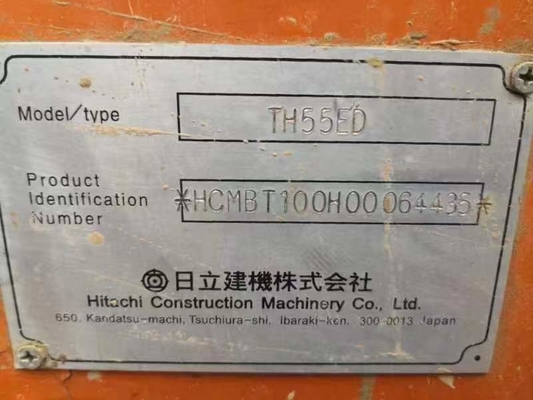 Model/type TH55ED
Product
Identification *HCMBT100H00064435*
Number
日立建機株式会社
Hitachi Construction Machinery Co., Ltd.
650, Kandatsu-machi, Tsuchiura-shi, Ibaraki-ken, 300-0013 Japan